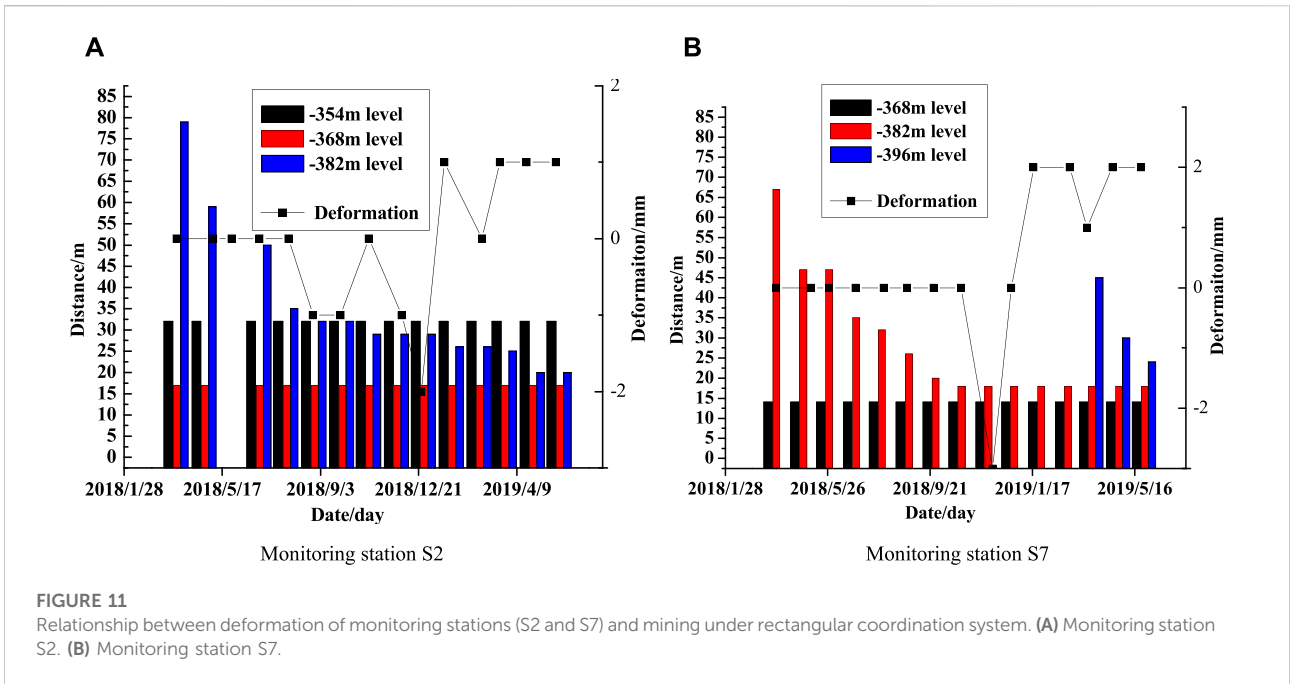 A
85
80
75
70
65
60
55
50
45
40
35
30
25
20
15
10
5
0
Distance/m
-354m level
-368m level
-382m level
Deformation
2
0
-2
Deformaiton/mm
2018/1/28 2018/5/17 2018/9/3 2018/12/21 2019/4/9
Date/day
Monitoring station S2
B
85
80
75
70
65
60
55
50
45
40
35
30
25
20
15
10
5
0
Distance/m
-368m level
-382m level
-396m level
Deformation
2
0
-2
Deformaiton/mm
2018/1/28 2018/5/26 2018/9/21 2019/1/17 2019/5/16
Date/day
Monitoring station S7
FIGURE 11
Relationship between deformation of monitoring stations (S2 and S7) and mining under rectangular coordination system. (A) Monitoring station
S2. (B) Monitoring station S7.